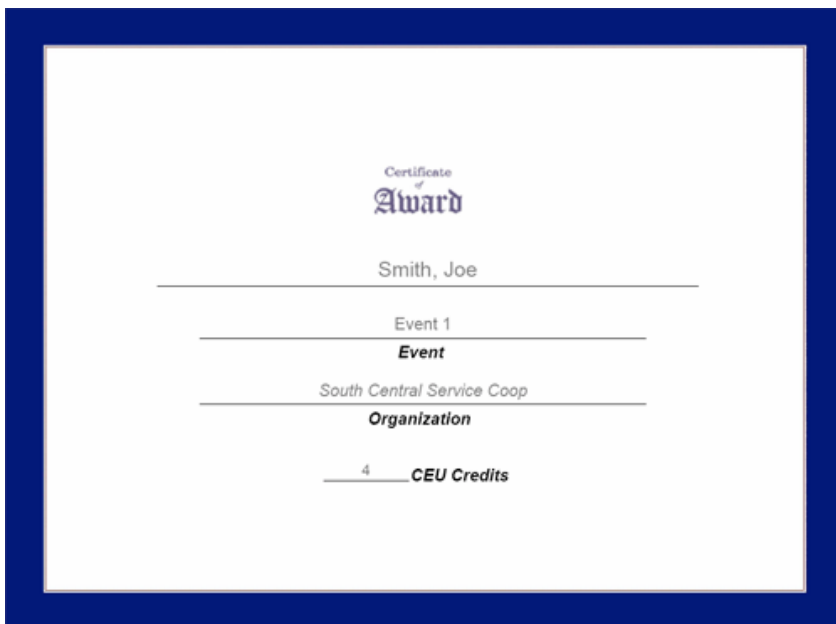 Certificate
of
Award
Smith, Joe
Event 1
Event
South Central Service Coop
Organization
4 CEU Credits